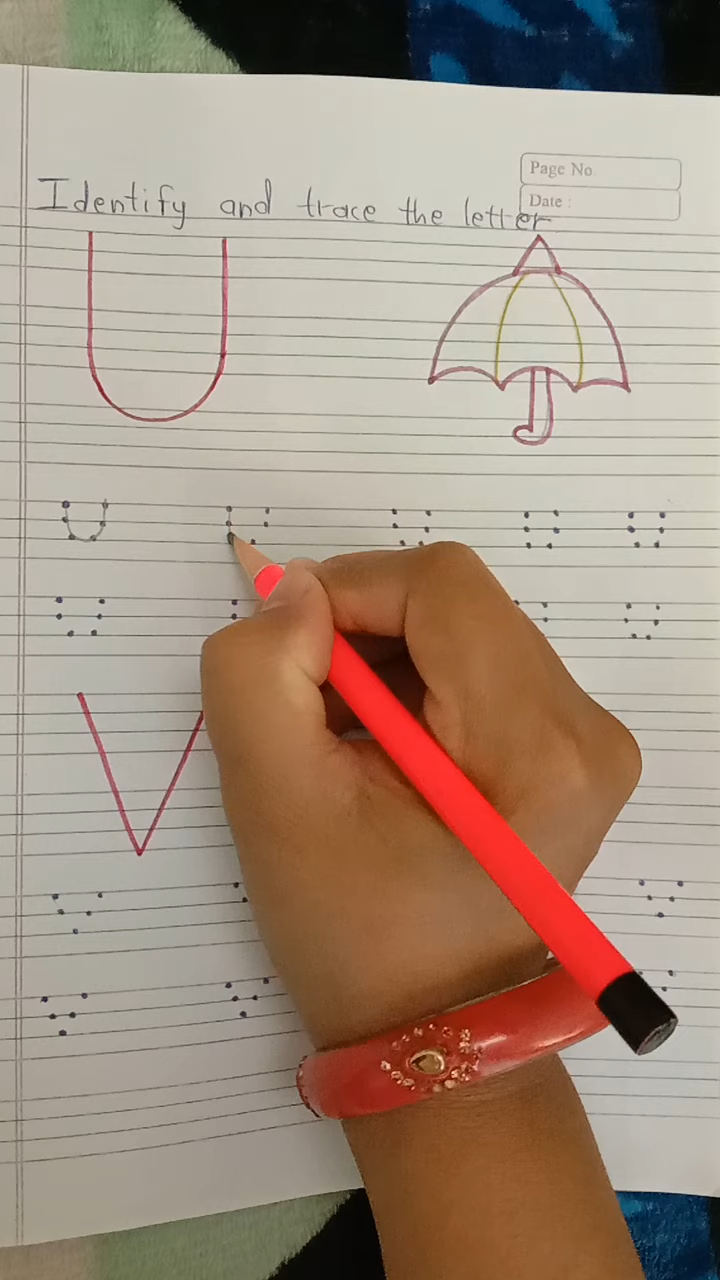 Page No.
Date :
Identify and trace the letter
U
U
V